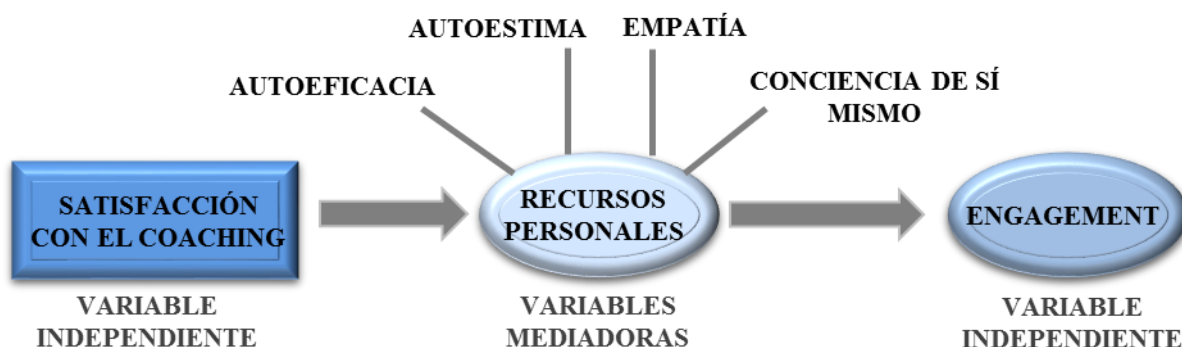 AUTOESTIMA
EMPATÍA
AUTOEFICACIA
CONCIENCIA DE SÍ
MISMO
SATISFACCIÓN
CON EL COACHING
RECURSOS
PERSONALES
ENGAGEMENT
VARIABLE
INDEPENDIENTE
VARIABLES
MEDIADORAS
VARIABLE
INDEPENDIENTE